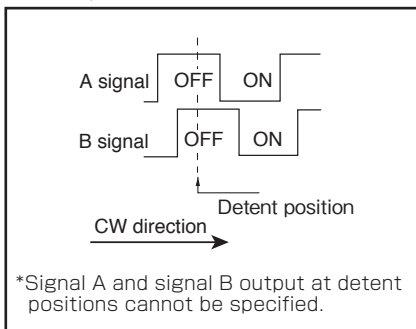 A signal OFF ON
B signal OFF ON
Detent position
CW direction
*Signal A and signal B output at detent
positions cannot be specified.